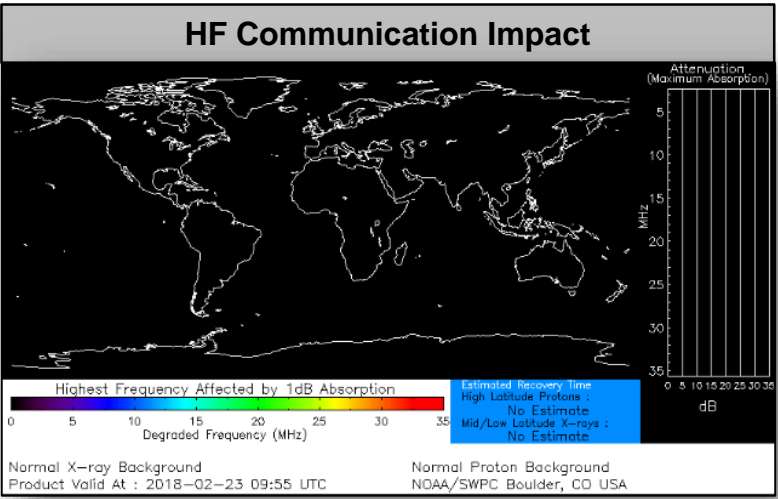 HF Communication Impact
Attenuation
(Maximum Absorption)
5
10
15
20
25
30
35
MHz
0 5 10 15 20 25 30 35
dB
Highest Frequency Affected by 1dB Absorption
0 5 10 15 20 25 30 35
Degraded Frequency (MHz)
Estimated Recovery Time
High Latitude Protons :
No Estimate
Mid/Low Latitude X-rays :
No Estimate
Normal X-ray Background
Product Valid At : 2018-02-23 09:55 UTC
Normal Proton Background
NOAA/SWPC Boulder, CO USA